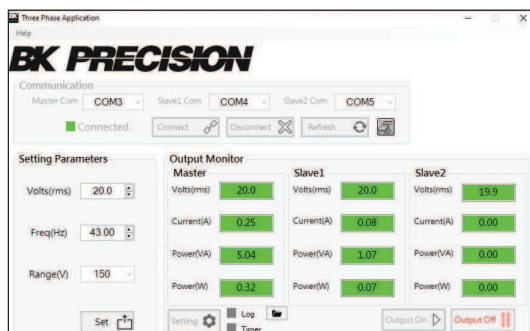 Three Phase Application
Help
BK PRECISION
Communication
Master Com COM3 Slave1 Com COM4 Slave2 Com COM5
Connected. Connect Disconnect Refresh
Setting Parameters
Volts(rms) 20.0
Freq(Hz) 43.00
Range(V) 150
Set
Output Monitor
Master Slave1 Slave2
Volts(rms) 20.0 Volts(rms) 20.0 Volts(rms) 19.9
Current(A) 0.25 Current(A) 0.08 Current(A) 0.00
Power(VA) 5.04 Power(VA) 1.07 Power(VA) 0.00
Power(W) 0.32 Power(W) 0.07 Power(W) 0.00
Setting Log Output On Output Off
Timer